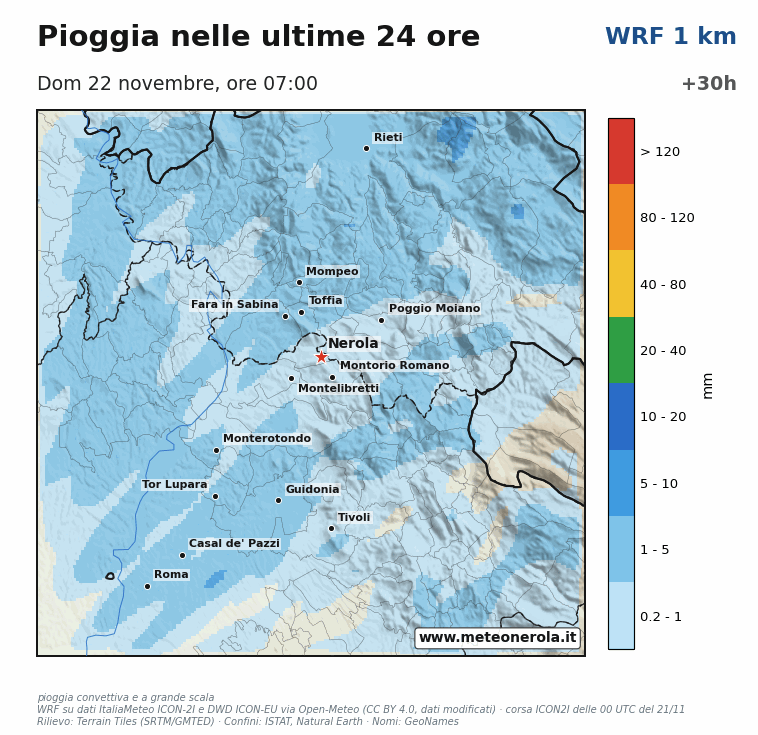 Pioggia nelle ultime 24 ore
WRF 1 km
Dom 22 novembre, ore 07:00
+30h
Rieti
Mompeo
Fara in Sabina
Toffia
Poggio Moiano
Nerola
Montorio Romano
Montelibretti
Monterotondo
Tor Lupara
Guidonia
Tivoli
Casal de' Pazzi
Roma
www.meteonerola.it
> 120
80 - 120
40 - 80
20 - 40
10 - 20
5 - 10
1 - 5
0.2 - 1
mm
pioggia convettiva e a grande scala
WRF su dati ItaliaMeteo ICON-2I e DWD ICON-EU via Open-Meteo (CC BY 4.0, dati modificati) · corsa ICON2I delle 00 UTC del 21/11
Rilievo: Terrain Tiles (SRTM/GMTED) · Confini: ISTAT, Natural Earth · Nomi: GeoNames